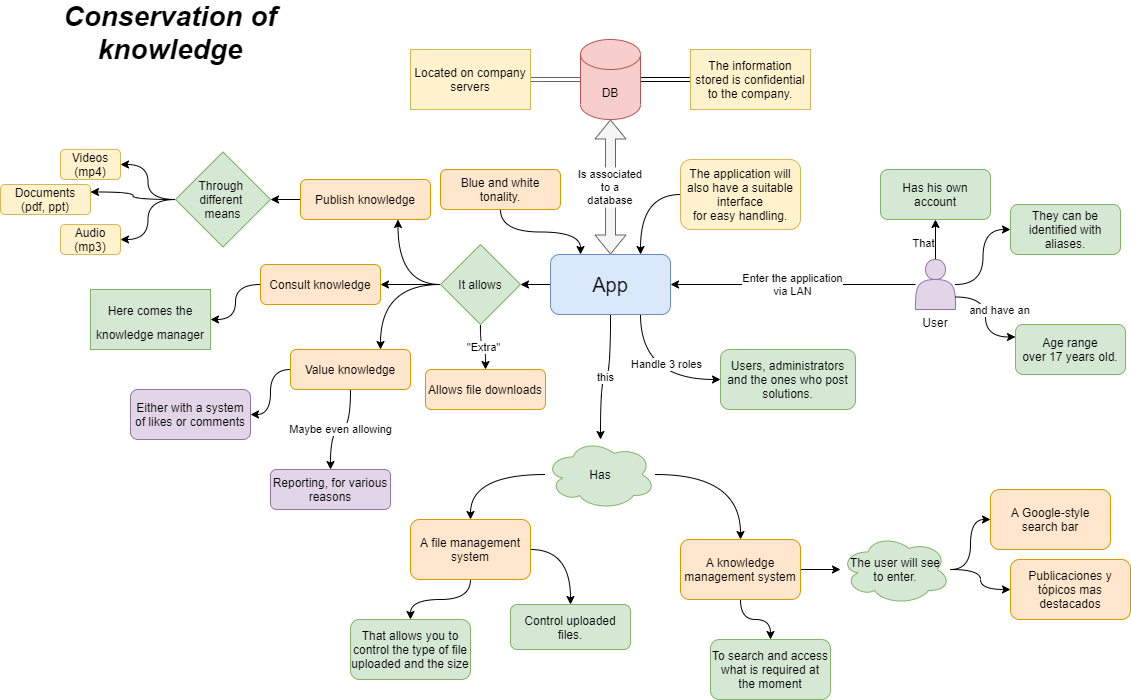 Conservation of
knowledge
Located on company
servers
DB
The information
stored is confidential
to the company.
Is associated
to a
database
Videos
(mp4)
Documents
(pdf, ppt)
Audio
(mp3)
Through
different
means
Publish knowledge
Blue and white
tonality.
The application will
also have a suitable
interface
for easy handling.
Has his own
account
They can be
identified with
aliases.
That
Consult knowledge
It allows
App
Enter the application
via LAN
User
and have an
Here comes the
knowledge manager
"Extra"
Age range
over 17 years old.
Value knowledge
Allows file downloads
this
Handle 3 roles
Users, administrators
and the ones who post
solutions.
Either with a system
of likes or comments
Maybe even allowing
Reporting, for various
reasons
Has
A file management
system
A knowledge
management system
The user will see
to enter.
A Google-style
search bar
Publicaciones y
tópicos mas
destacados
That allows you to
control the type of file
uploaded and the size
Control uploaded
files.
To search and access
what is required at
the moment